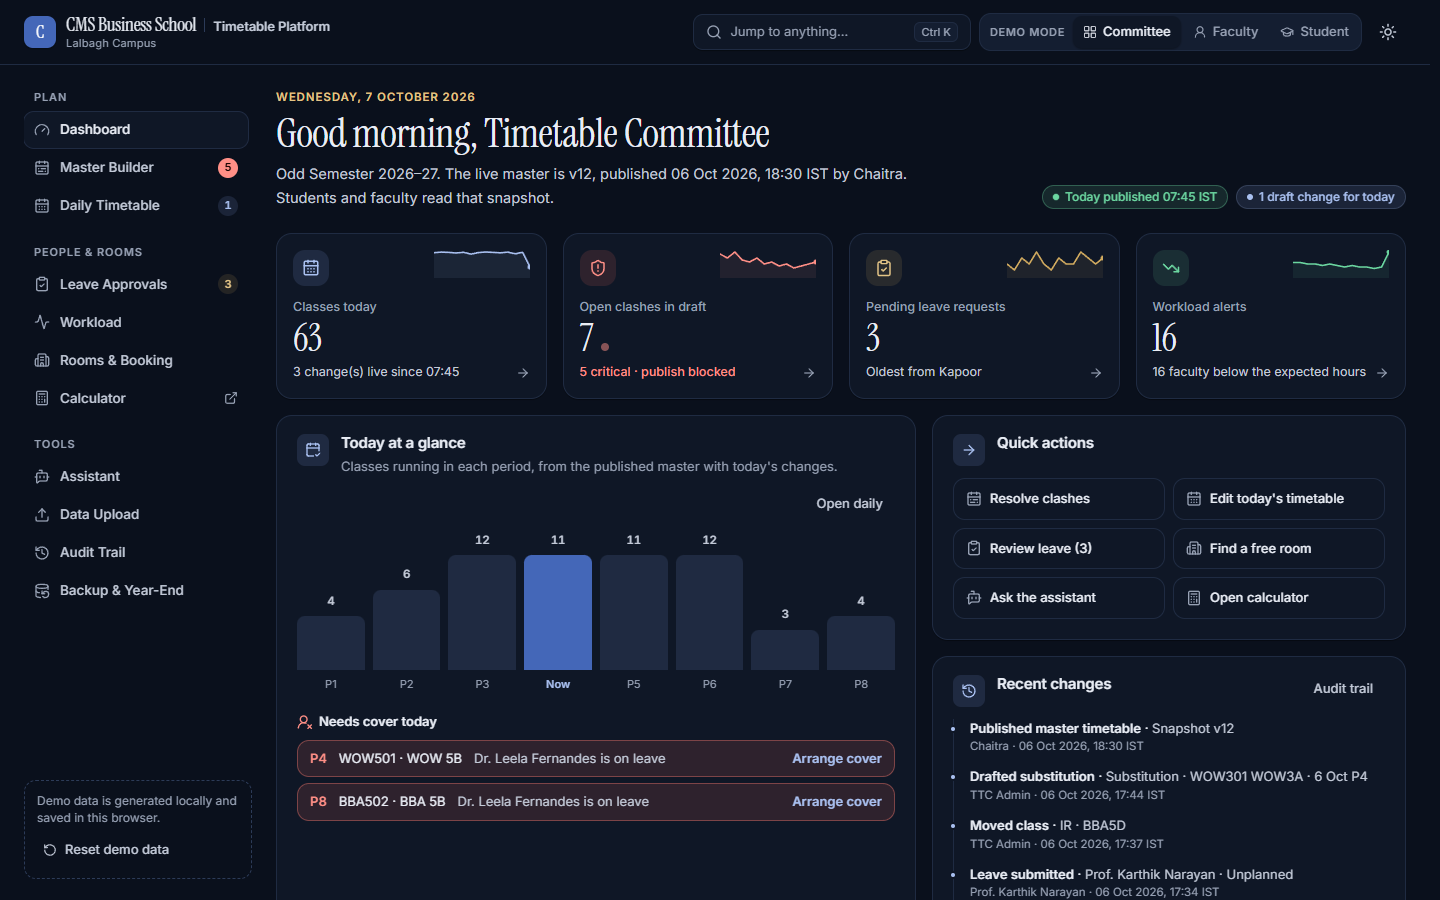 C
CMS Business School
Timetable Platform
Lalbagh Campus
Jump to anything...
Ctrl K
DEMO MODE
Committee
Faculty
Student
PLAN
Dashboard
Master Builder
5
Daily Timetable
1
PEOPLE & ROOMS
Leave Approvals
3
Workload
Rooms & Booking
Calculator
TOOLS
Assistant
Data Upload
Audit Trail
Backup & Year-End
Demo data is generated locally and
saved in this browser.
Reset demo data
WEDNESDAY, 7 OCTOBER 2026
Good morning, Timetable Committee
Odd Semester 2026–27. The live master is v12, published 06 Oct 2026, 18:30 IST by Chaitra.
Students and faculty read that snapshot.
Today published 07:45 IST
1 draft change for today
Classes today
63
3 change(s) live since 07:45
Open clashes in draft
7
5 critical · publish blocked
Pending leave requests
3
Oldest from Kapoor
Workload alerts
16
16 faculty below the expected hours
Today at a glance
Classes running in each period, from the published master with today's changes.
Open daily
4
6
12
11
11
12
3
4
P1
P2
P3
Now
P5
P6
P7
P8
Needs cover today
P4 WOW501 · WOW 5B Dr. Leela Fernandes is on leave Arrange cover
P8 BBA502 · BBA 5B Dr. Leela Fernandes is on leave Arrange cover
Quick actions
Resolve clashes
Edit today's timetable
Review leave (3)
Find a free room
Ask the assistant
Open calculator
Recent changes
Audit trail
Published master timetable · Snapshot v12
Chaitra · 06 Oct 2026, 18:30 IST
Drafted substitution · Substitution · WOW301 WOW3A · 6 Oct P4
TTC Admin · 06 Oct 2026, 17:44 IST
Moved class · IR · BBA5D
TTC Admin · 06 Oct 2026, 17:37 IST
Leave submitted · Prof. Karthik Narayan · Unplanned
Prof. Karthik Narayan · 06 Oct 2026, 17:34 IST